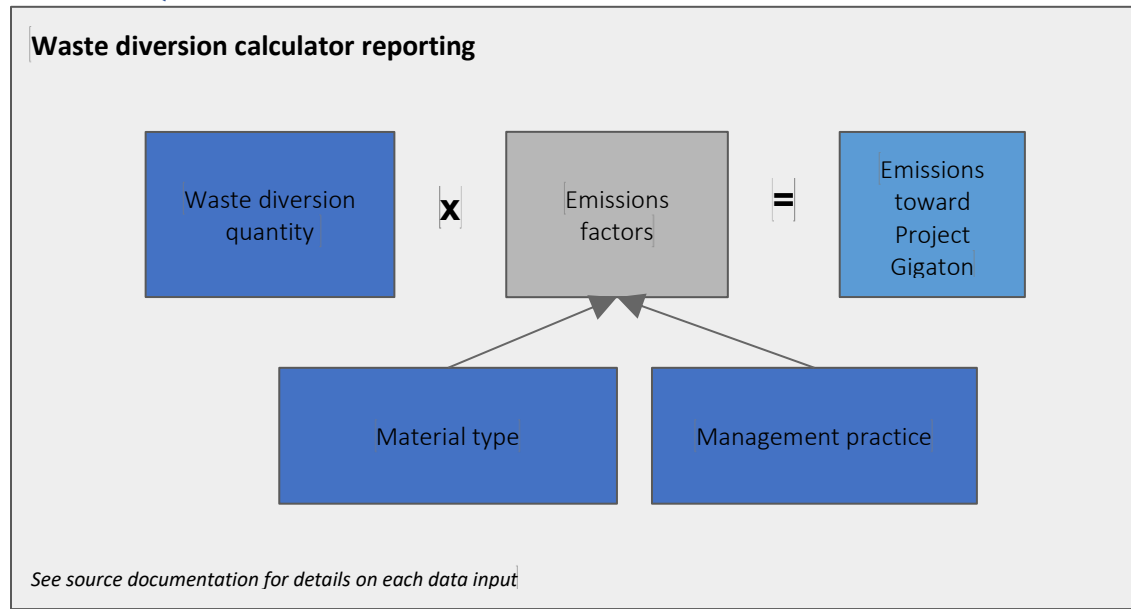 Waste diversion calculator reporting
Waste diversion
quantity
x
Emissions
factors
=
Emissions
toward
Project
Gigaton
Material type
Management practice
See source documentation for details on each data input